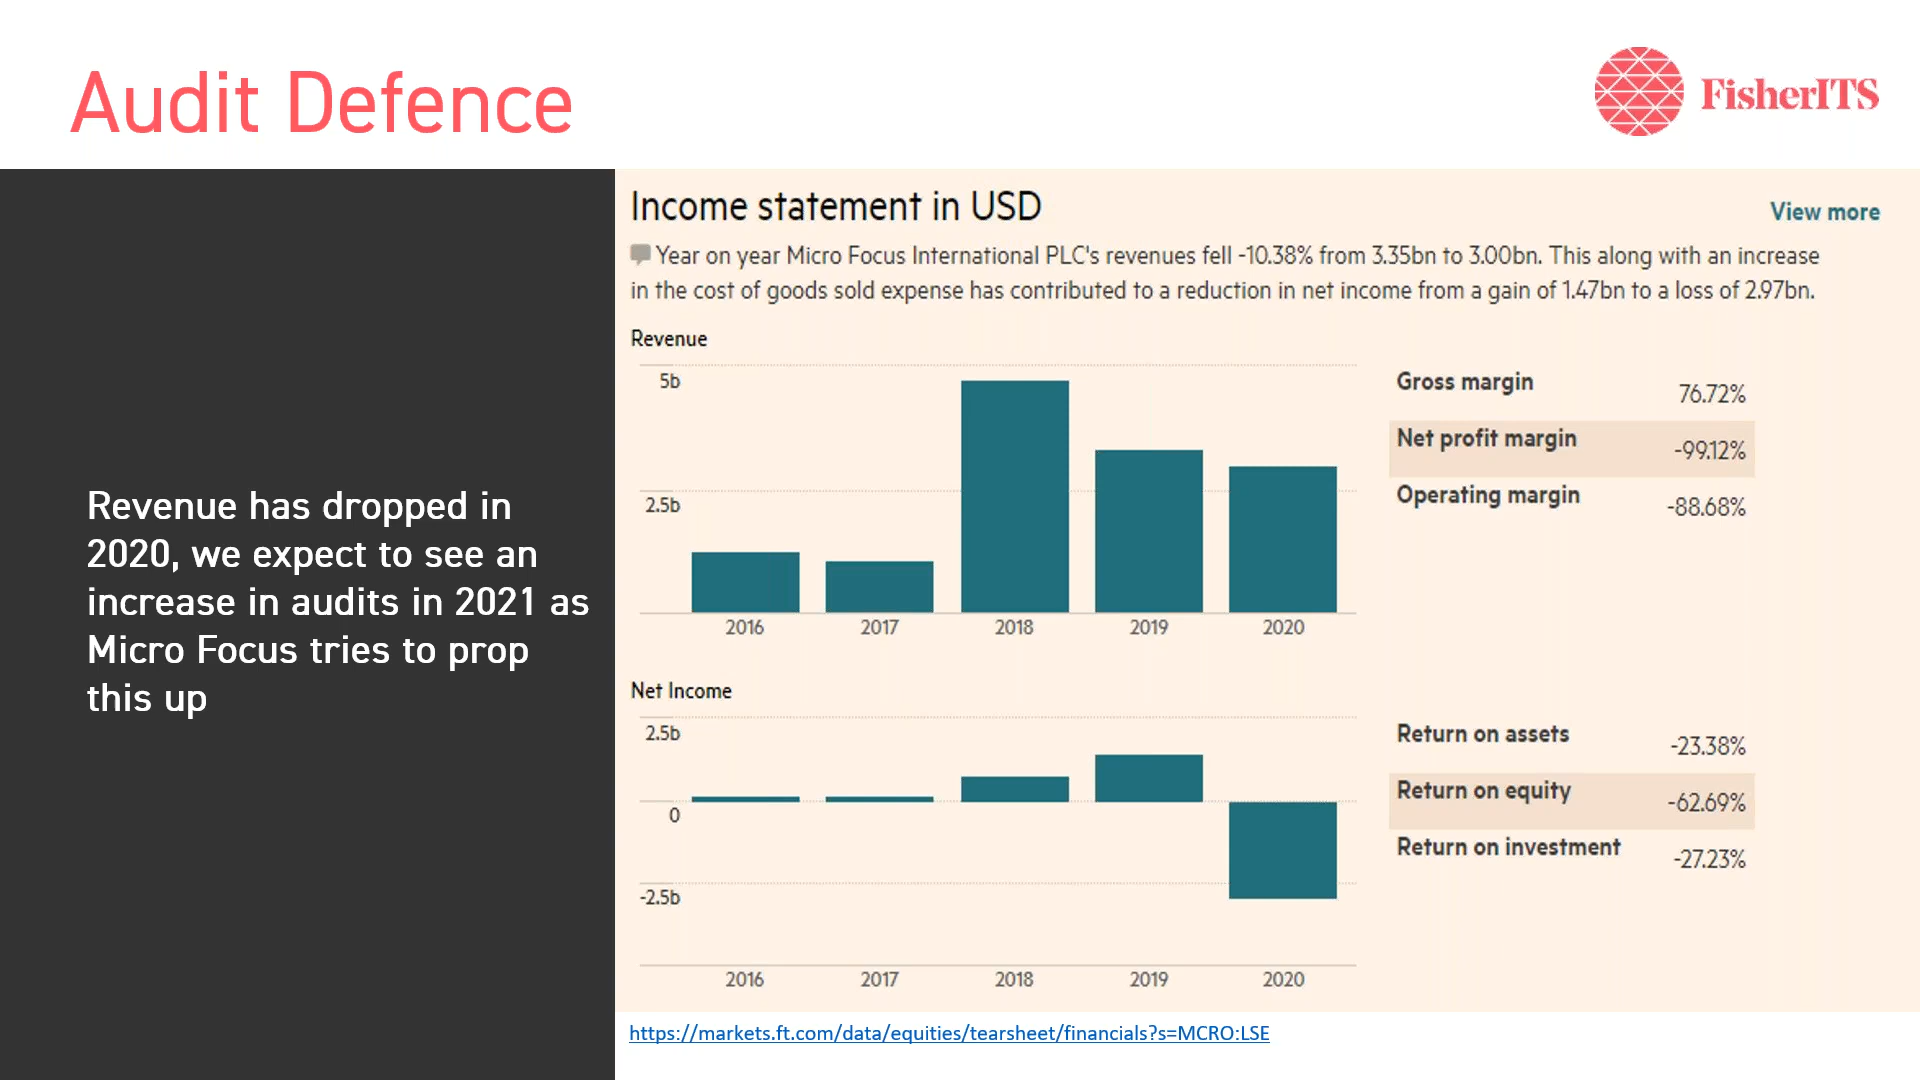 Audit Defence
FisherITS
Revenue has dropped in
2020, we expect to see an
increase in audits in 2021 as
Micro Focus tries to prop
this up
Income statement in USD
View more
Year on year Micro Focus International PLC's revenues fell -10.38% from 3.35bn to 3.00bn. This along with an increase
in the cost of goods sold expense has contributed to a reduction in net income from a gain of 1.47bn to a loss of 2.97bn.
Revenue
5b
2.5b
2016 2017 2018 2019 2020
Gross margin 76.72%
Net profit margin -99.12%
Operating margin -88.68%
Net Income
2.5b
0
-2.5b
2016 2017 2018 2019 2020
Return on assets -23.38%
Return on equity -62.69%
Return on investment -27.23%
https://markets.ft.com/data/equities/tearsheet/financials?s=MCRO:LSE